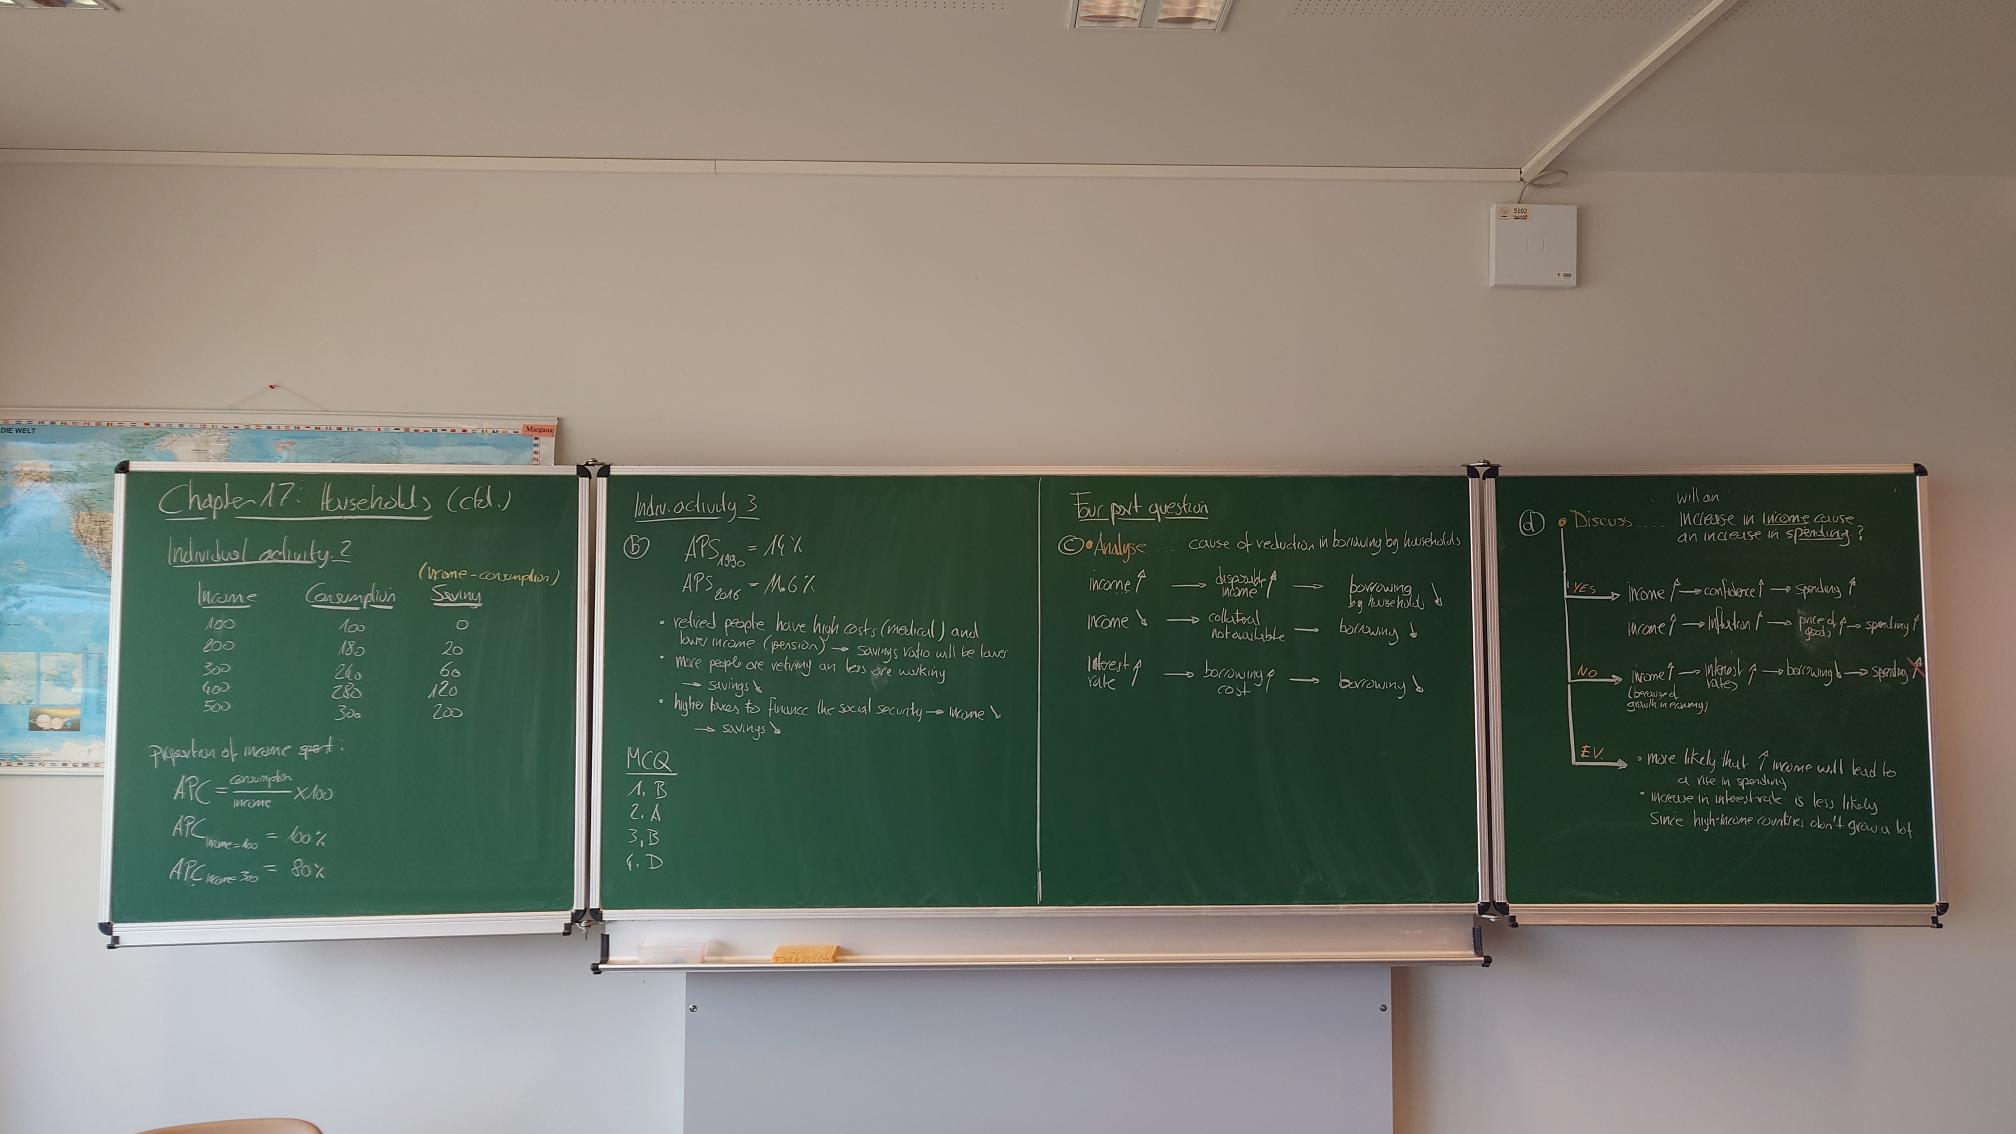 DIE WELT
Margaux
5102
Chapter 17: Households (ctd.)
Individual activity 2
(income-consumption)
Income Consumption Saving
100 100 0
200 180 20
300 240 60
400 280 120
500 300 200
proportion of income spent:
APC = consumption / income x100
APC income=100 = 100%
APC income=300 = 80%
Indiv. activity 3
(b) APS 1990 = 14%
APS 2016 = 11.6%
• retired people have high costs (medical) and
lower income (pension) → savings ratio will be lower
• more people are retiring an less are working
→ savings ↘
• higher taxes to finance the social security → income ↘
→ savings ↘
MCQ
1. B
2. A
3. B
4. D
Four part question
(c) • Analyse ... cause of reduction in borrowing by households
income ↑ → disposable income ↑ → borrowing by households ↘
income ↘ → collateral not available → borrowing ↘
Interest rate ↑ → borrowing cost ↑ → borrowing ↘
(d) • Discuss .... will an
increase in income cause
an increase in spending?
YES → income ↑ → confidence ↑ → spending ↑
income ↑ → inflation ↑ → price of goods ↑ → spending ↑
NO → income ↑ → interest rates ↑ → borrowing ↓ → spending ↑
(because of
growth in economy)
EV. → • more likely that ↑ income will lead to
a rise in spending
• increase in interest rate is less likely
since high-income countries don't grow a lot